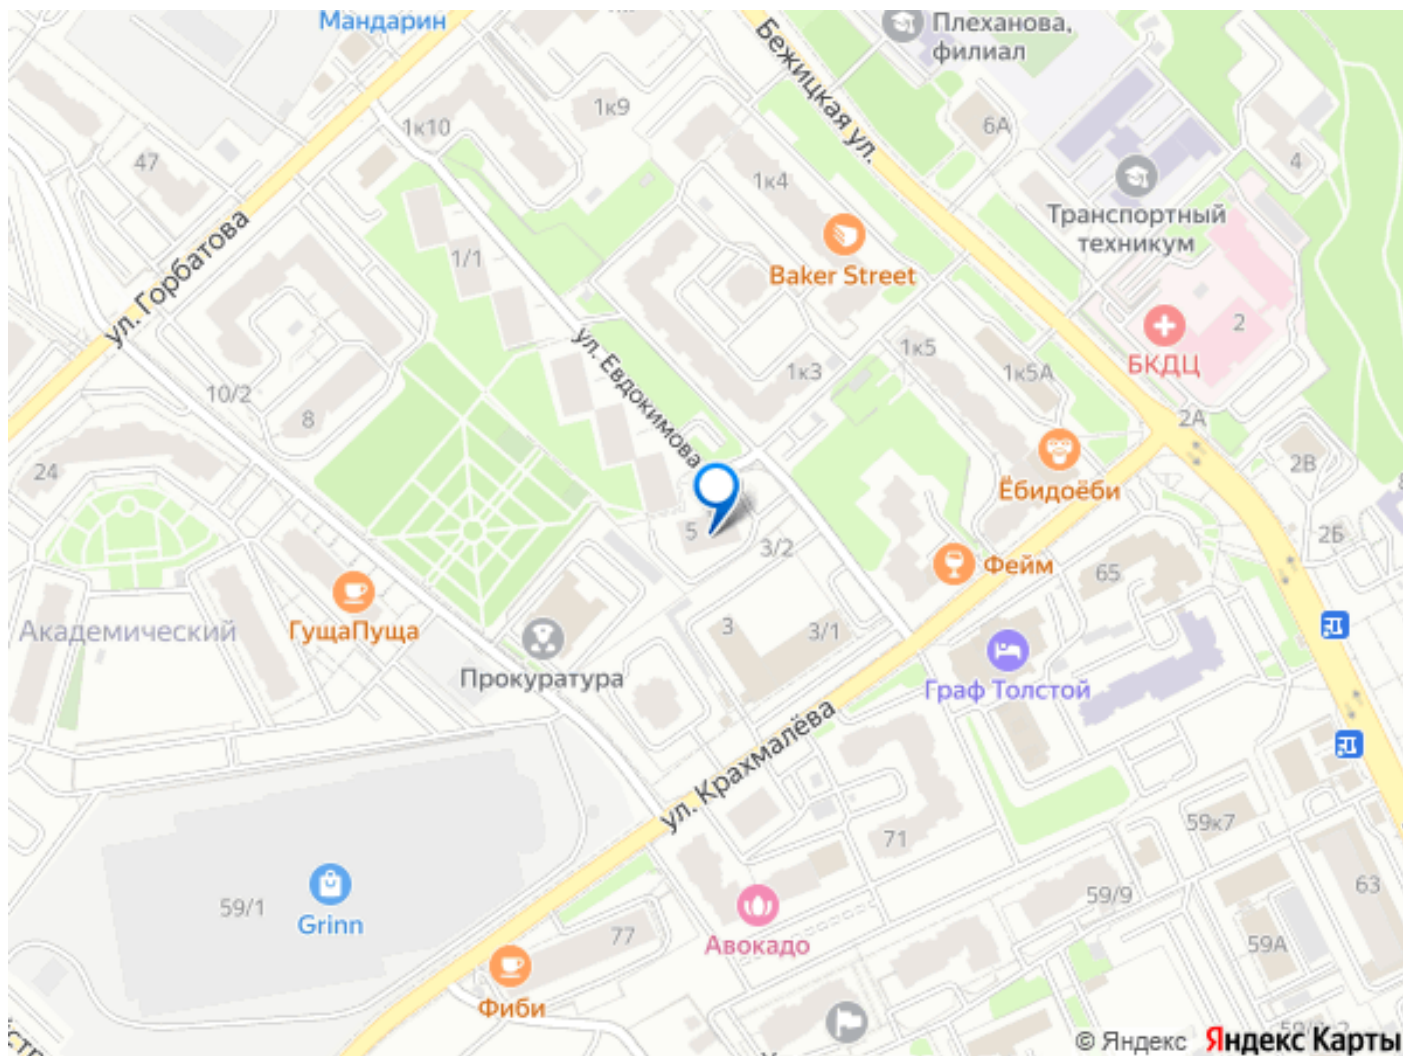 Мандарин
Плеханова,
филиал
Бежицкая ул.
1к9
1к10
6А
47
4
1к4
Транспортный
техникум
ул. Горбатова
1/1
Baker Street
2
ул. Евдокимова
1к5
БКДЦ
1к3
1к5А
10/2
8
2А
24
2В
Ёбидоёби
5
3/2
2Б
Фейм
65
Академический
ГущаПуща
3
3/1
Прокуратура
Граф Толстой
ул. Крахмалёва
59к7
71
63
59/1
Grinn
59/9
77
Авокадо
59А
Фиби
© Яндекс
Яндекс Карты